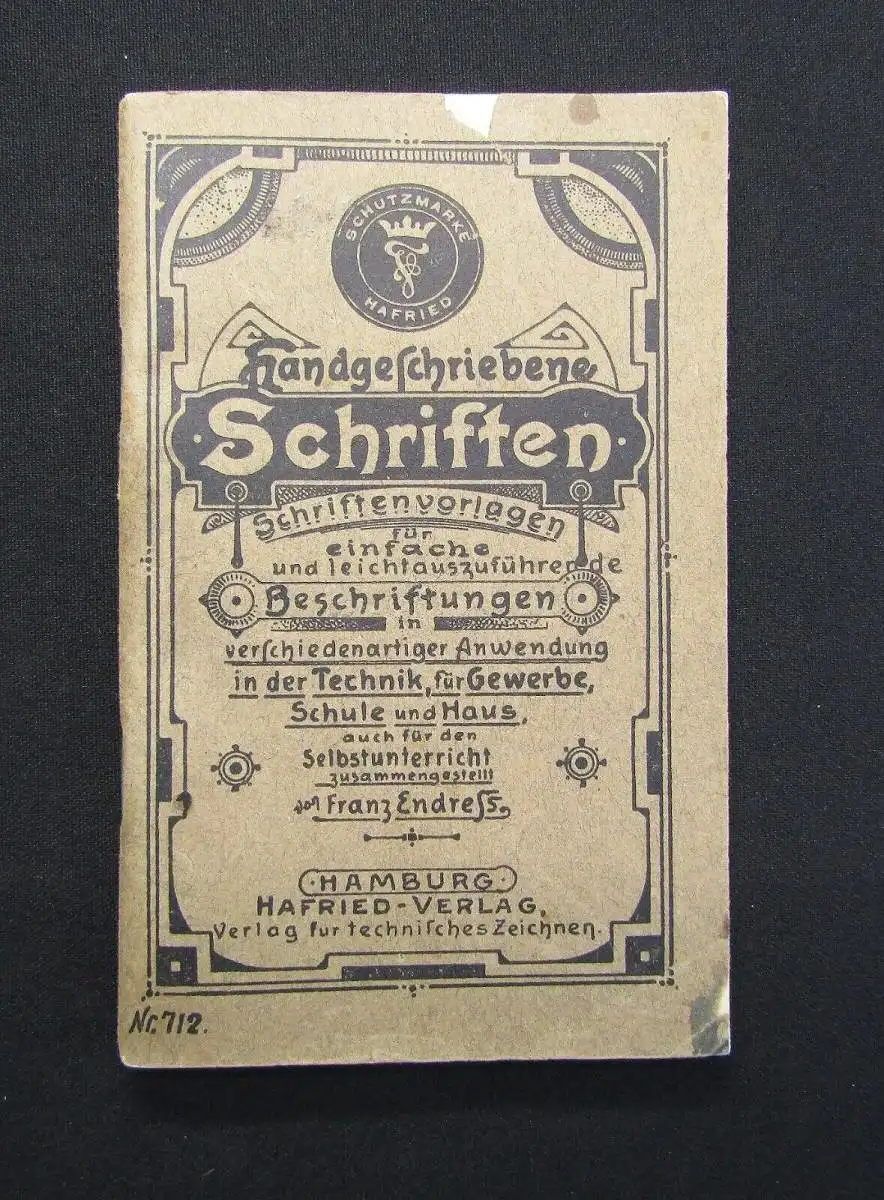 SCHUTZMARKE
HAFRIED
Handgeſchriebene
·Schriften·
Schriftenvorlagen
für
einfache
und leichtauszuführende
Beschriftungen
in
verſchiedenartiger Anwendung
in der Technik, für Gewerbe,
Schule und Haus,
auch für den
Selbstunterricht
zusammengestellt
von Franz Endreſs.
·HAMBURG·
HAFRIED-VERLAG,
Verlag für techniſches Zeichnen.
Nr. 712.